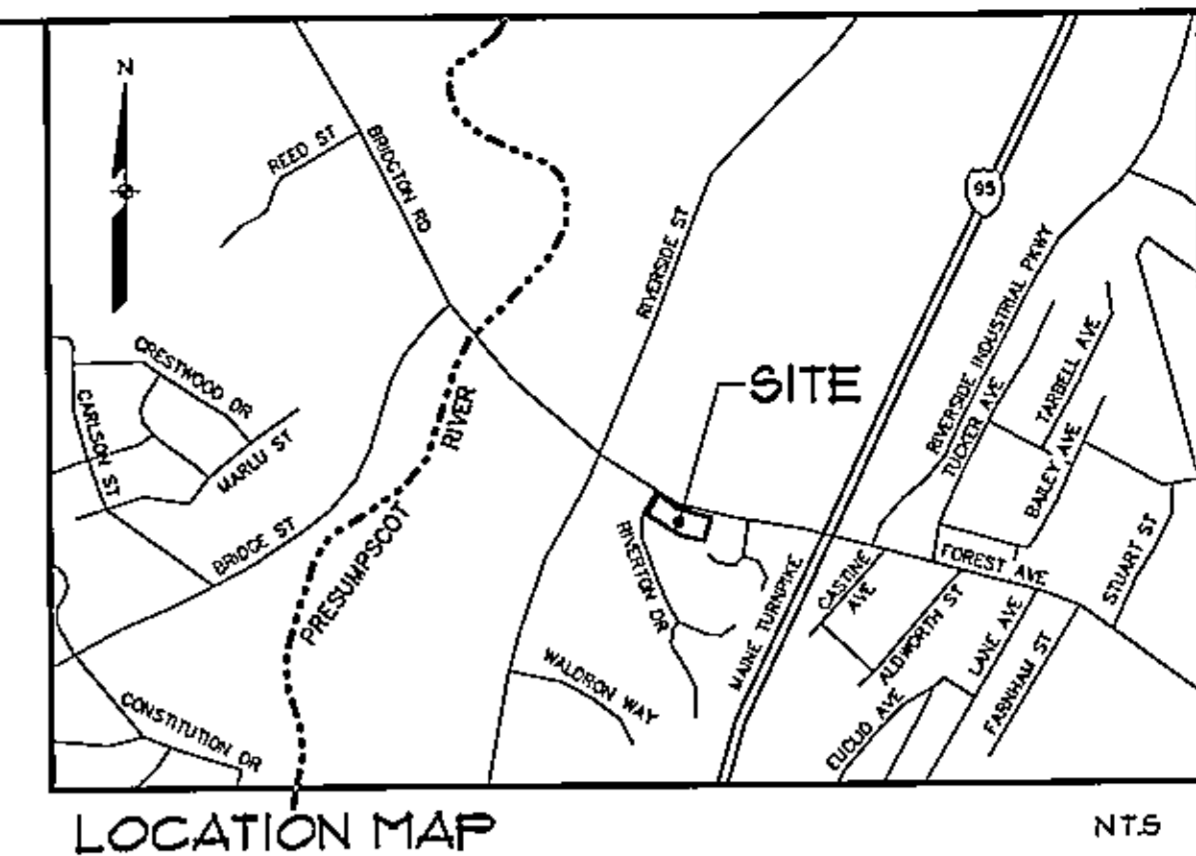 N
REED ST
BRIDGTON RD
RIVERSIDE ST
95
RIVERSIDE INDUSTRIAL PKWY
CRESTWOOD DR
CARLSON ST
MARLU ST
RIVER
SITE
TUCKER AVE
TARBELL AVE
BAILEY AVE
BRIDGE ST
PRESUMPSCOT
RIVERTON DR
MAINE TURNPIKE
CASTINE
AVE
FOREST AVE
STUART ST
ALDWORTH ST
LANE AVE
FARNHAM ST
WALDRON WAY
EUCLID AVE
CONSTITUTION DR
LOCATION MAP
N.T.S